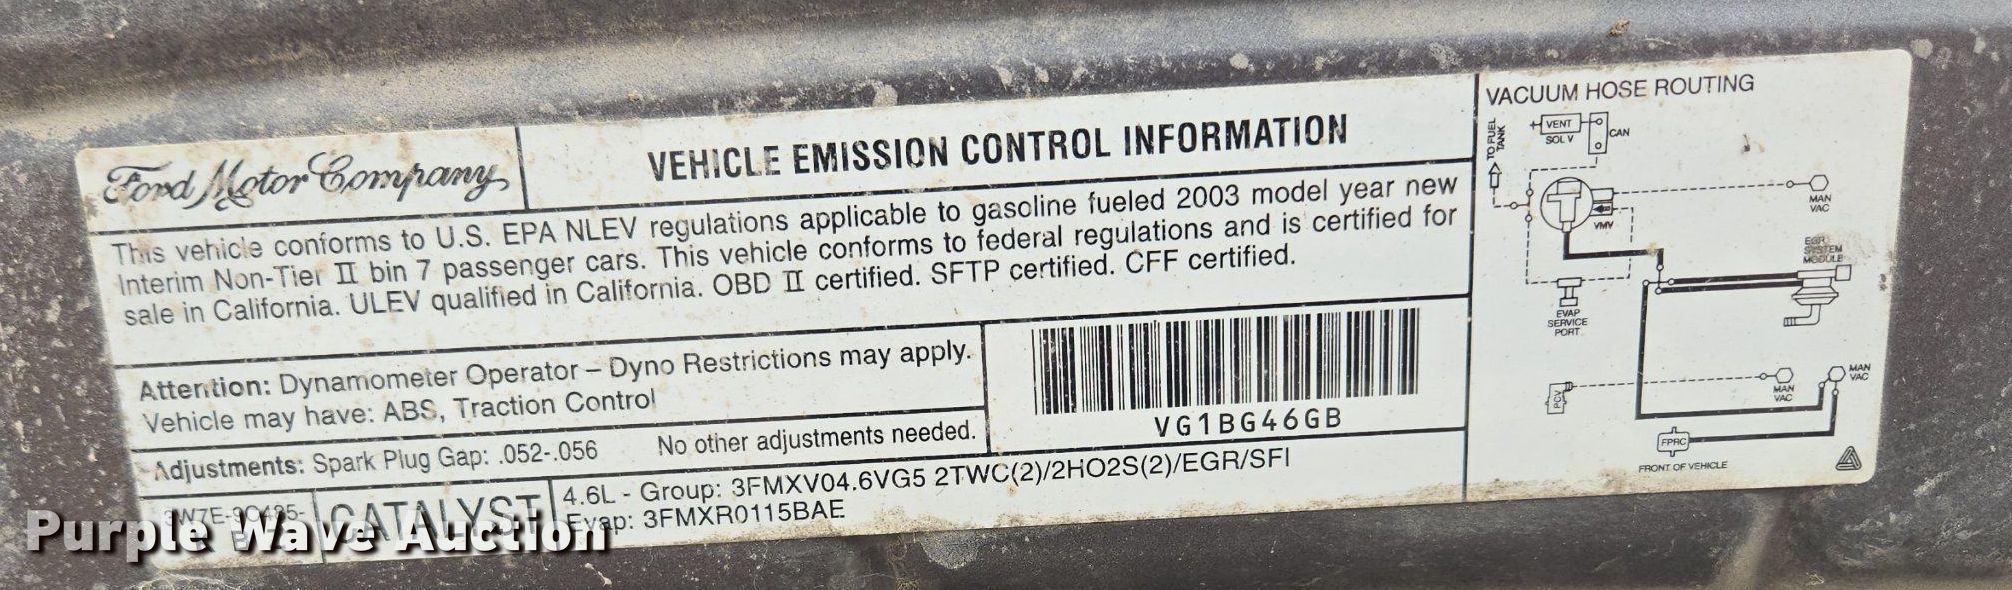 Ford Motor Company
VEHICLE EMISSION CONTROL INFORMATION
This vehicle conforms to U.S. EPA NLEV regulations applicable to gasoline fueled 2003 model year new
Interim Non-Tier II bin 7 passenger cars. This vehicle conforms to federal regulations and is certified for
sale in California. ULEV qualified in California. OBD II certified. SFTP certified. CFF certified.
Attention: Dynamometer Operator – Dyno Restrictions may apply.
Vehicle may have: ABS, Traction Control
Adjustments: Spark Plug Gap: .052-.056 No other adjustments needed.
VG1BG46GB
CATALYST
4.6L - Group: 3FMXV04.6VG5 2TWC(2)/2HO2S(2)/EGR/SFI
Evap: 3FMXR0115BAE
VACUUM HOSE ROUTING
TO FUEL
TANK
VENT
SOL V
CAN
MAN
VAC
VMV
EGR
SYSTEM
MODULE
EVAP
SERVICE
PORT
PCV
MAN
VAC
MAN
VAC
FPRC
FRONT OF VEHICLE
Purple Wave Auction